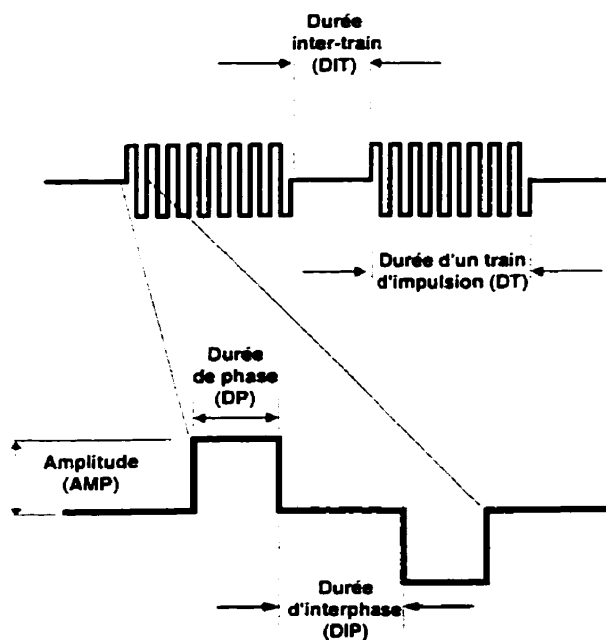 Durée
inter-train
(DIT)
Durée d'un train
d'impulsion (DT)
Durée
de phase
(DP)
Amplitude
(AMP)
Durée
d'interphase
(DIP)